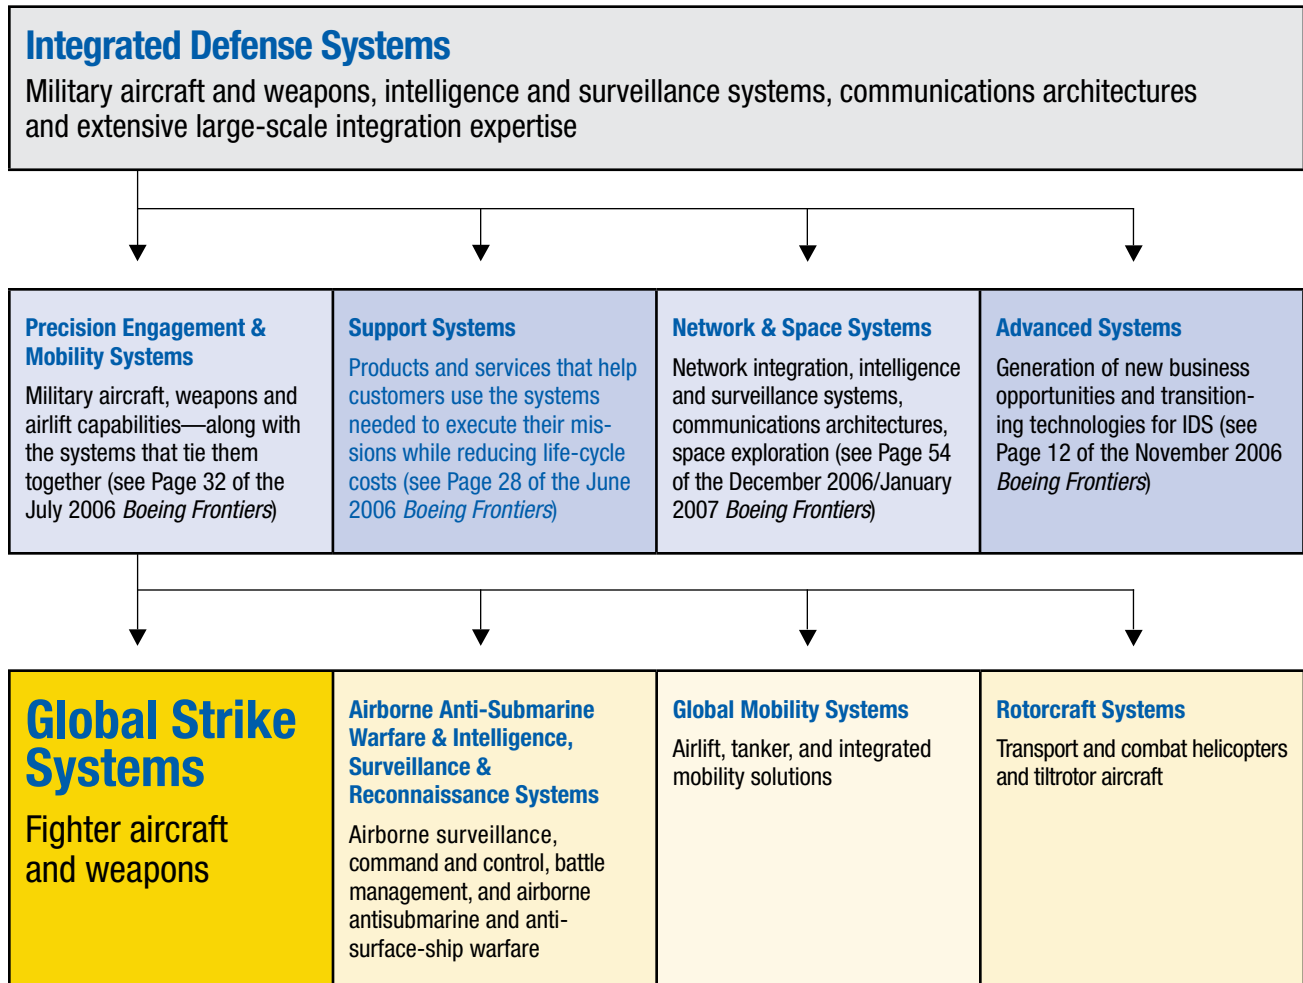 Integrated Defense Systems
Military aircraft and weapons, intelligence and surveillance systems, communications architectures
and extensive large-scale integration expertise
Precision Engagement &
Mobility Systems
Military aircraft, weapons and
airlift capabilities—along with
the systems that tie them
together (see Page 32 of the
July 2006 Boeing Frontiers)
Support Systems
Products and services that help
customers use the systems
needed to execute their mis-
sions while reducing life-cycle
costs (see Page 28 of the June
2006 Boeing Frontiers)
Network & Space Systems
Network integration, intelligence
and surveillance systems,
communications architectures,
space exploration (see Page 54
of the December 2006/January
2007 Boeing Frontiers)
Advanced Systems
Generation of new business
opportunities and transition-
ing technologies for IDS (see
Page 12 of the November 2006
Boeing Frontiers)
Global Strike
Systems
Fighter aircraft
and weapons
Airborne Anti-Submarine
Warfare & Intelligence,
Surveillance &
Reconnaissance Systems
Airborne surveillance,
command and control, battle
management, and airborne
antisubmarine and anti-
surface-ship warfare
Global Mobility Systems
Airlift, tanker, and integrated
mobility solutions
Rotorcraft Systems
Transport and combat helicopters
and tiltrotor aircraft